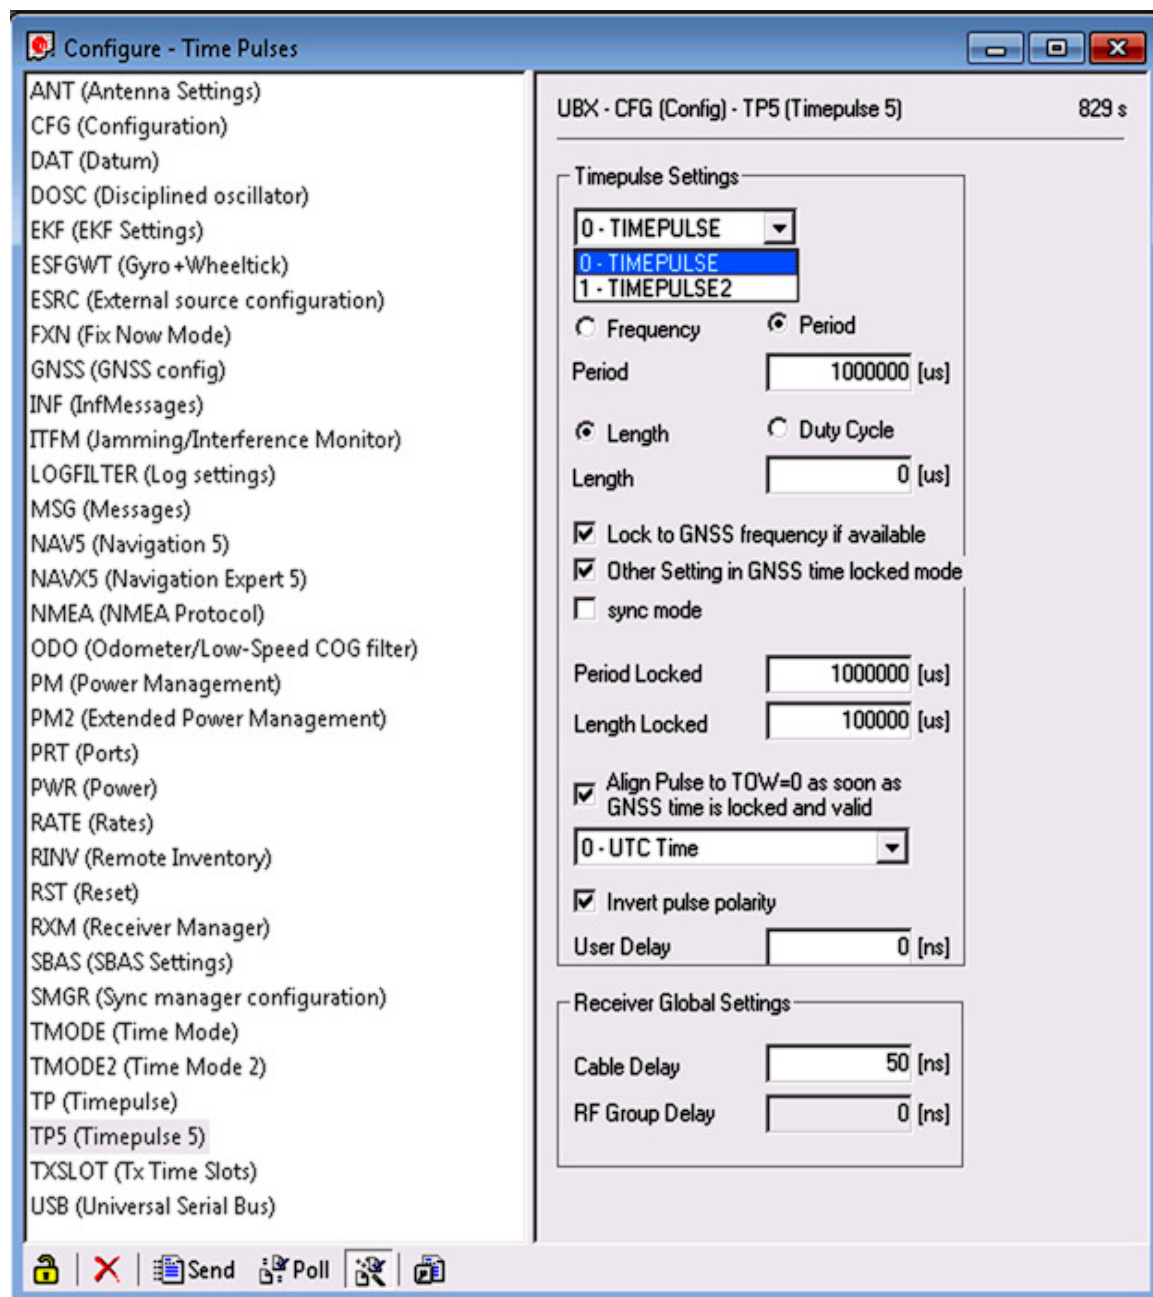 Configure - Time Pulses
ANT (Antenna Settings)
CFG (Configuration)
DAT (Datum)
DOSC (Disciplined oscillator)
EKF (EKF Settings)
ESFGWT (Gyro+Wheeltick)
ESRC (External source configuration)
FXN (Fix Now Mode)
GNSS (GNSS config)
INF (InfMessages)
ITFM (Jamming/Interference Monitor)
LOGFILTER (Log settings)
MSG (Messages)
NAV5 (Navigation 5)
NAVX5 (Navigation Expert 5)
NMEA (NMEA Protocol)
ODO (Odometer/Low-Speed COG filter)
PM (Power Management)
PM2 (Extended Power Management)
PRT (Ports)
PWR (Power)
RATE (Rates)
RINV (Remote Inventory)
RST (Reset)
RXM (Receiver Manager)
SBAS (SBAS Settings)
SMGR (Sync manager configuration)
TMODE (Time Mode)
TMODE2 (Time Mode 2)
TP (Timepulse)
TP5 (Timepulse 5)
TXSLOT (Tx Time Slots)
USB (Universal Serial Bus)
UBX - CFG (Config) - TP5 (Timepulse 5) 829 s
Timepulse Settings
0 - TIMEPULSE
0 - TIMEPULSE
1 - TIMEPULSE2
Frequency Period
Period 1000000 [us]
Length Duty Cycle
Length 0 [us]
Lock to GNSS frequency if available
Other Setting in GNSS time locked mode
sync mode
Period Locked 1000000 [us]
Length Locked 100000 [us]
Align Pulse to TOW=0 as soon as
GNSS time is locked and valid
0 - UTC Time
Invert pulse polarity
User Delay 0 [ns]
Receiver Global Settings
Cable Delay 50 [ns]
RF Group Delay 0 [ns]
Send Poll